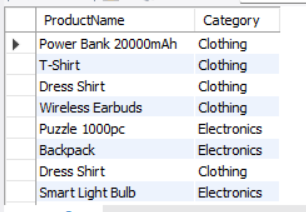 ProductName Category
Power Bank 20000mAh Clothing
T-Shirt Clothing
Dress Shirt Clothing
Wireless Earbuds Clothing
Puzzle 1000pc Electronics
Backpack Electronics
Dress Shirt Clothing
Smart Light Bulb Electronics